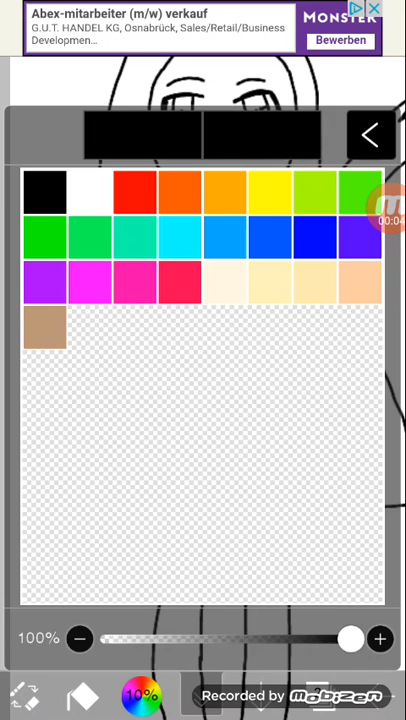 Abex-mitarbeiter (m/w) verkauf
G.U.T. HANDEL KG, Osnabrück, Sales/Retail/Business
Developmen...
MONSTER
Bewerben
00:04
100%
10%
Recorded by mobizen